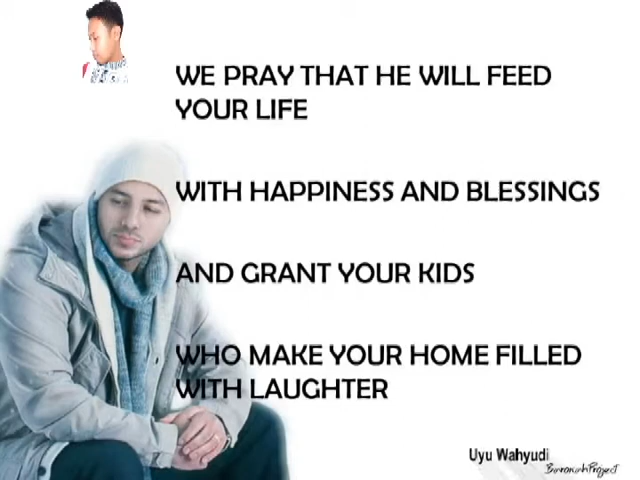 WE PRAY THAT HE WILL FEED
YOUR LIFE
WITH HAPPINESS AND BLESSINGS
AND GRANT YOUR KIDS
WHO MAKE YOUR HOME FILLED
WITH LAUGHTER
Uyu Wahyudi